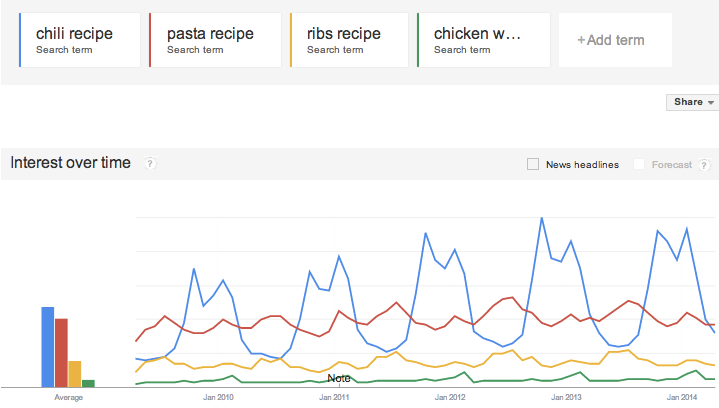 chili recipe
Search term
pasta recipe
Search term
ribs recipe
Search term
chicken w...
Search term
+Add term
Share
Interest over time ?
News headlines
Forecast ?
Note
Average
Jan 2010
Jan 2011
Jan 2012
Jan 2013
Jan 2014